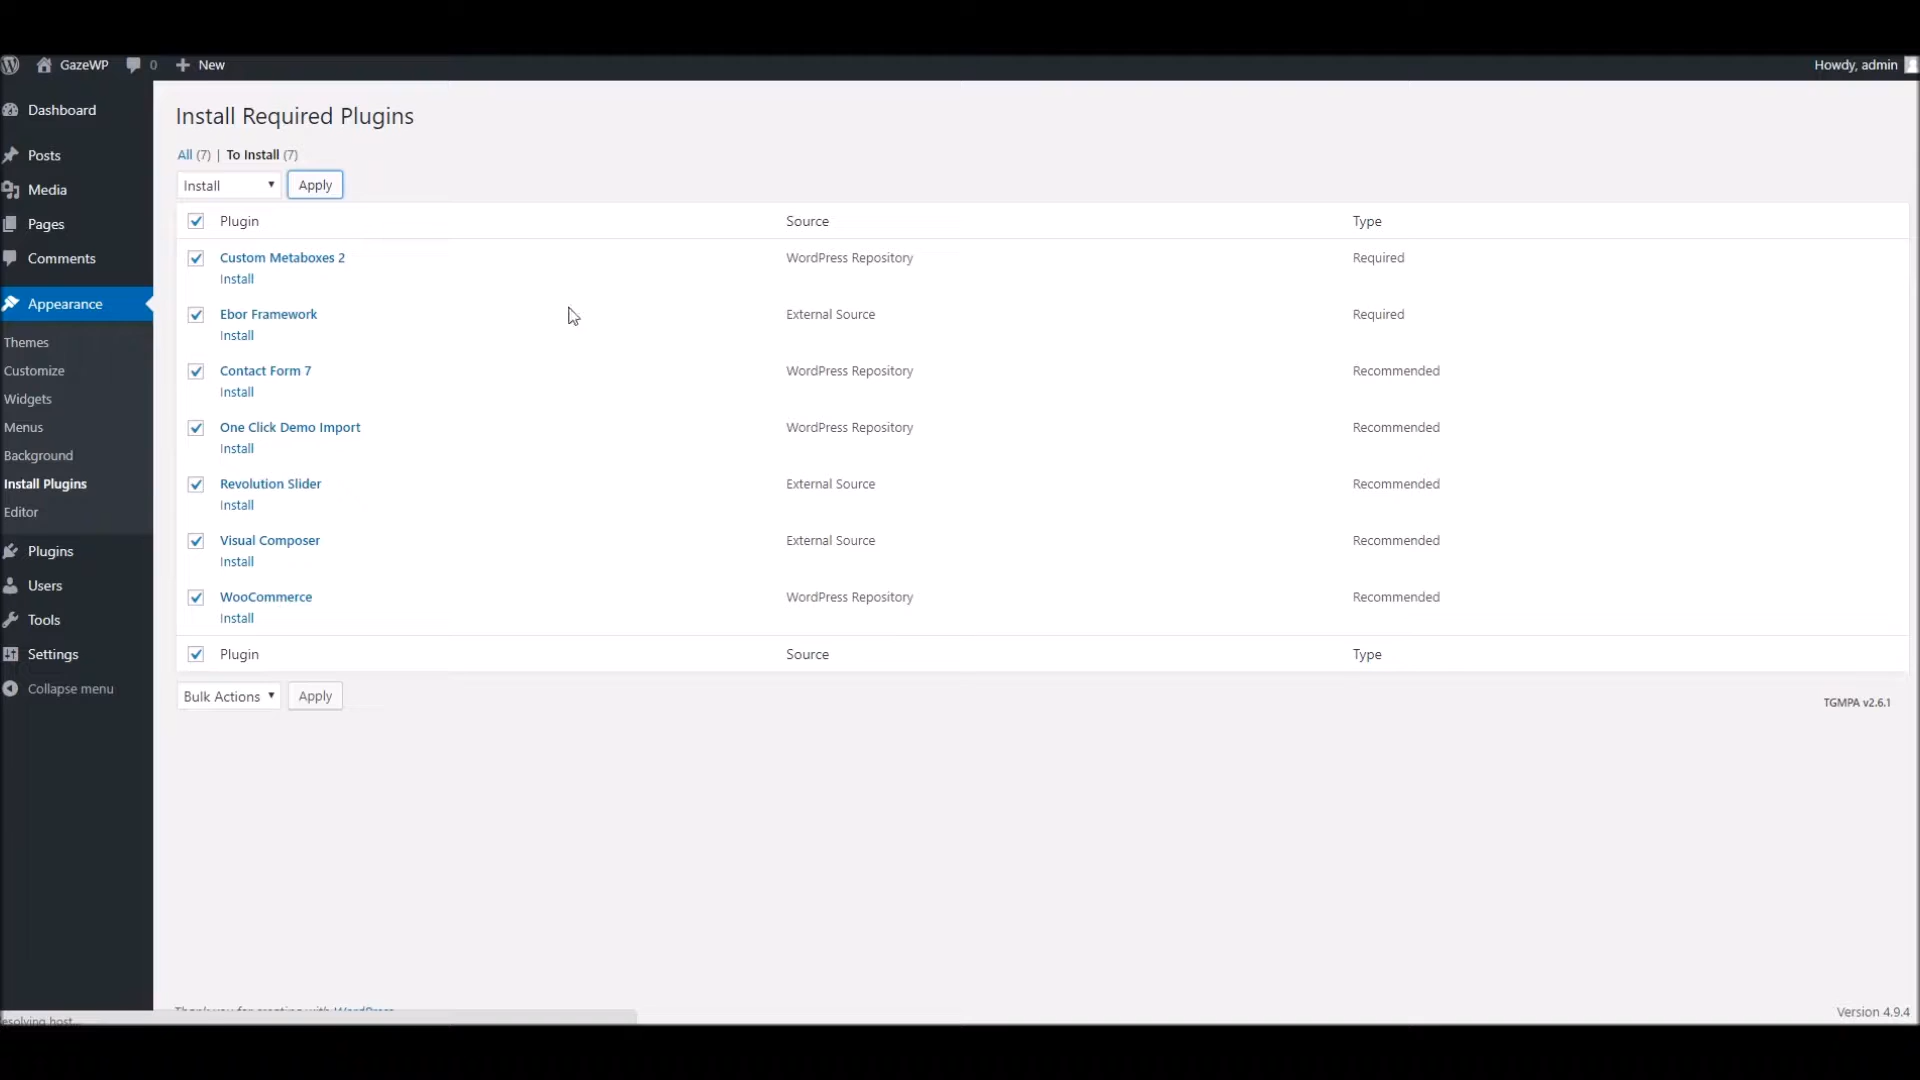 GazeWP 0 New Howdy, admin
Dashboard
Posts
Media
Pages
Comments
Appearance
Themes
Customize
Widgets
Menus
Background
Install Plugins
Editor
Plugins
Users
Tools
Settings
Collapse menu
Install Required Plugins
All (7) | To Install (7)
Install Apply
Plugin Source Type
Custom Metaboxes 2 WordPress Repository Required
Install
Ebor Framework External Source Required
Install
Contact Form 7 WordPress Repository Recommended
Install
One Click Demo Import WordPress Repository Recommended
Install
Revolution Slider External Source Recommended
Install
Visual Composer External Source Recommended
Install
WooCommerce WordPress Repository Recommended
Install
Plugin Source Type
Bulk Actions Apply
TGMPA v2.6.1
Thank you for creating with WordPress
Version 4.9.4
esolving host...